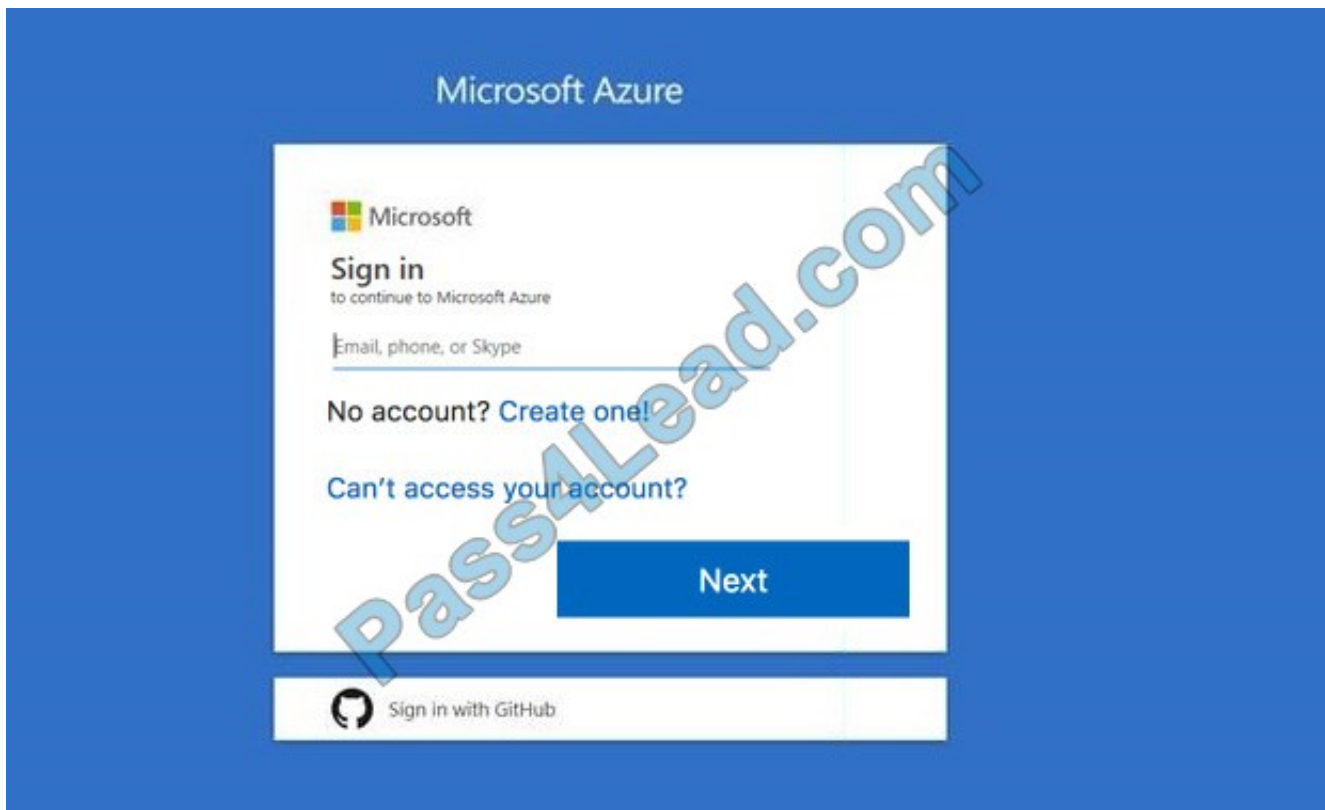 Microsoft Azure
Microsoft
Sign in
to continue to Microsoft Azure
Email, phone, or Skype
No account? Create one!
Can't access your account?
Next
Sign in with GitHub
Pass4Lead.com